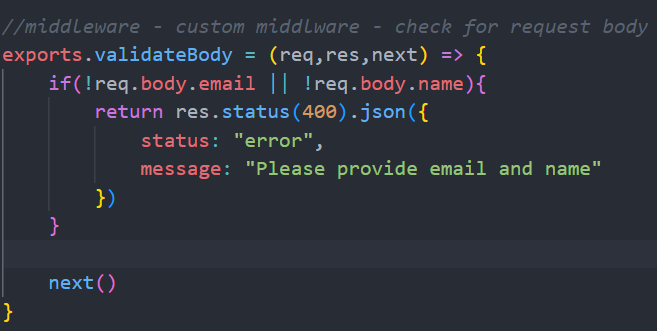 //middleware - custom middlware - check for request body
exports.validateBody = (req,res,next) => {
    if(!req.body.email || !req.body.name){
        return res.status(400).json({
            status: "error",
            message: "Please provide email and name"
        })
    }

    next()
}